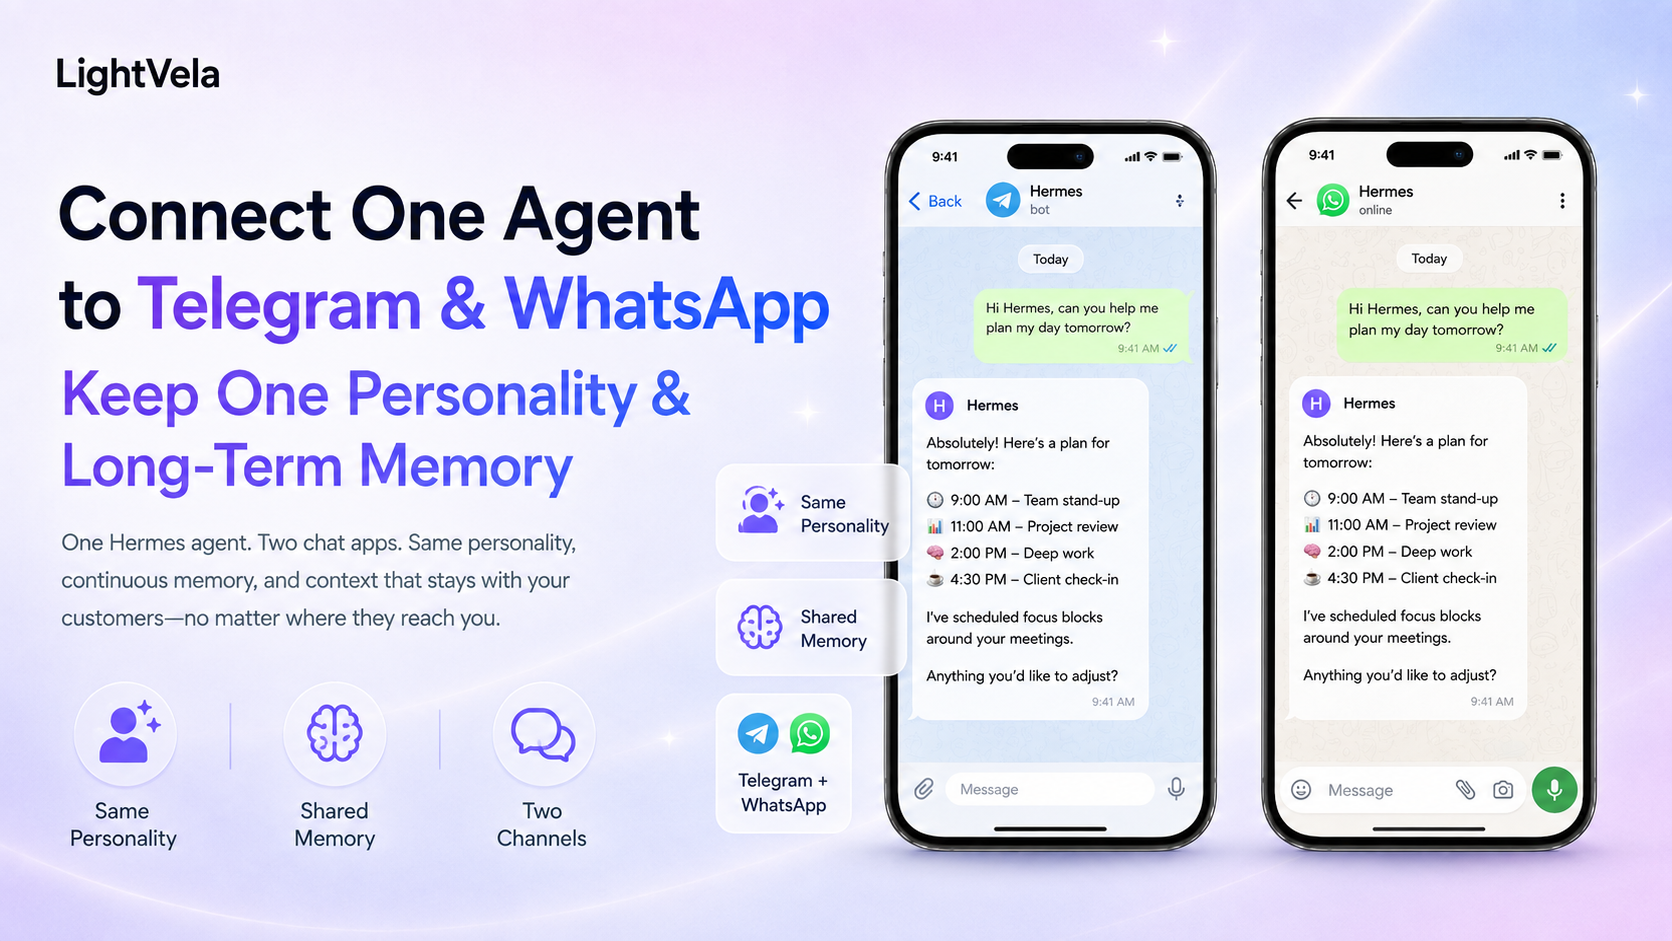 LightVela
Connect One Agent
to Telegram & WhatsApp
Keep One Personality &
Long-Term Memory
One Hermes agent. Two chat apps. Same personality,
continuous memory, and context that stays with your
customers—no matter where they reach you.
Same
Personality
Shared
Memory
Two
Channels
Same
Personality
Shared
Memory
Telegram +
WhatsApp
9:41
Back
Hermes
bot
Today
Hi Hermes, can you help me
plan my day tomorrow?
9:41 AM
H Hermes
Absolutely! Here's a plan for
tomorrow:
9:00 AM – Team stand-up
11:00 AM – Project review
2:00 PM – Deep work
4:30 PM – Client check-in
I've scheduled focus blocks
around your meetings.
Anything you'd like to adjust?
9:41 AM
Message
9:41
Hermes
online
Today
Hi Hermes, can you help me
plan my day tomorrow?
9:41 AM
H Hermes
Absolutely! Here's a plan for
tomorrow:
9:00 AM – Team stand-up
11:00 AM – Project review
2:00 PM – Deep work
4:30 PM – Client check-in
I've scheduled focus blocks
around your meetings.
Anything you'd like to adjust?
9:41 AM
Message